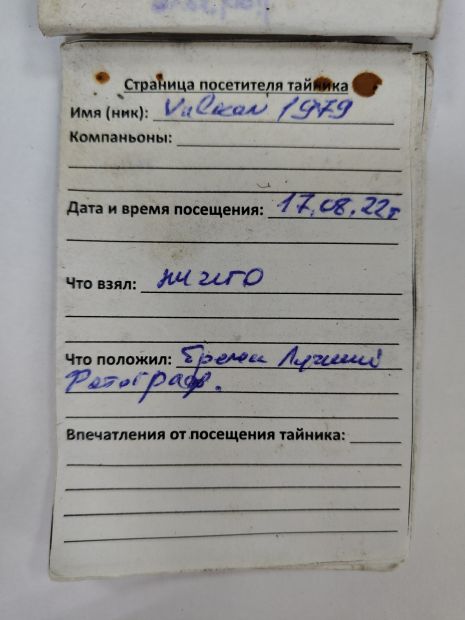 Страница посетителя тайника
Имя (ник): Vulkan 1979
Компаньоны:
Дата и время посещения: 17.08.22г
Что взял: ничего
Что положил: Брелок Лучший
Фотограф.
Впечатления от посещения тайника: